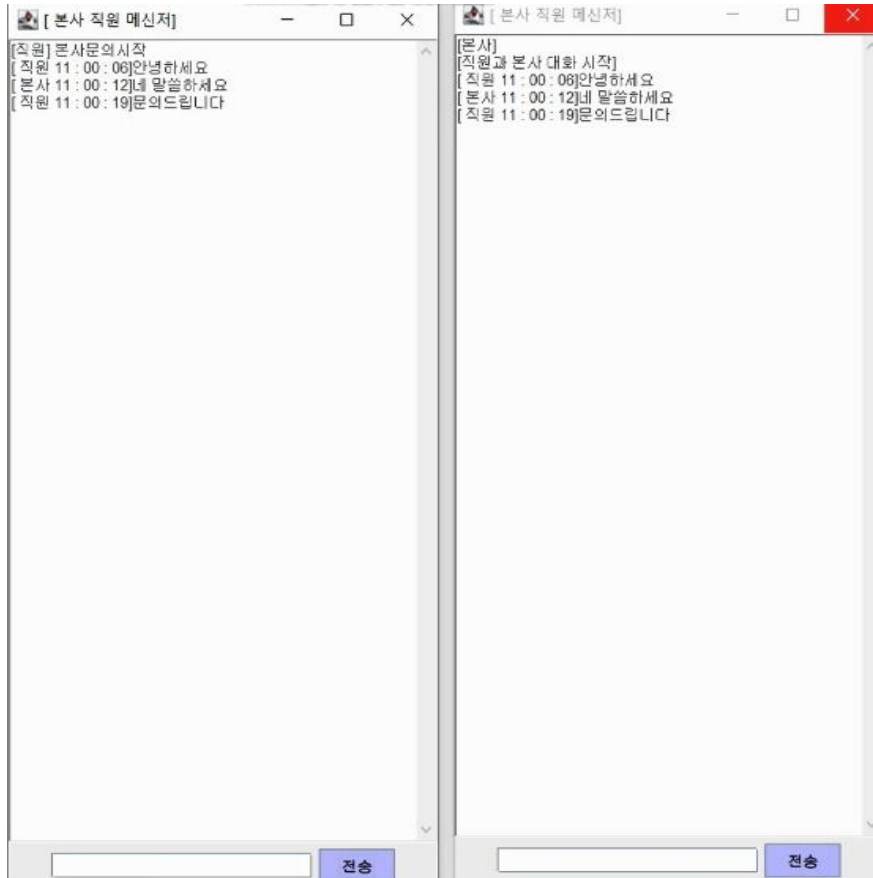 [ 본사 직원 메신저]
[직원] 본사문의시작
[ 직원 11 : 00 : 06]안녕하세요
[ 본사 11 : 00 : 12]네 말씀하세요
[ 직원 11 : 00 : 19]문의드립니다
전송
[ 본사 직원 메신저]
[본사]
[직원과 본사 대화 시작]
[ 직원 11 : 00 : 06]안녕하세요
[ 본사 11 : 00 : 12]네 말씀하세요
[ 직원 11 : 00 : 19]문의드립니다
전송